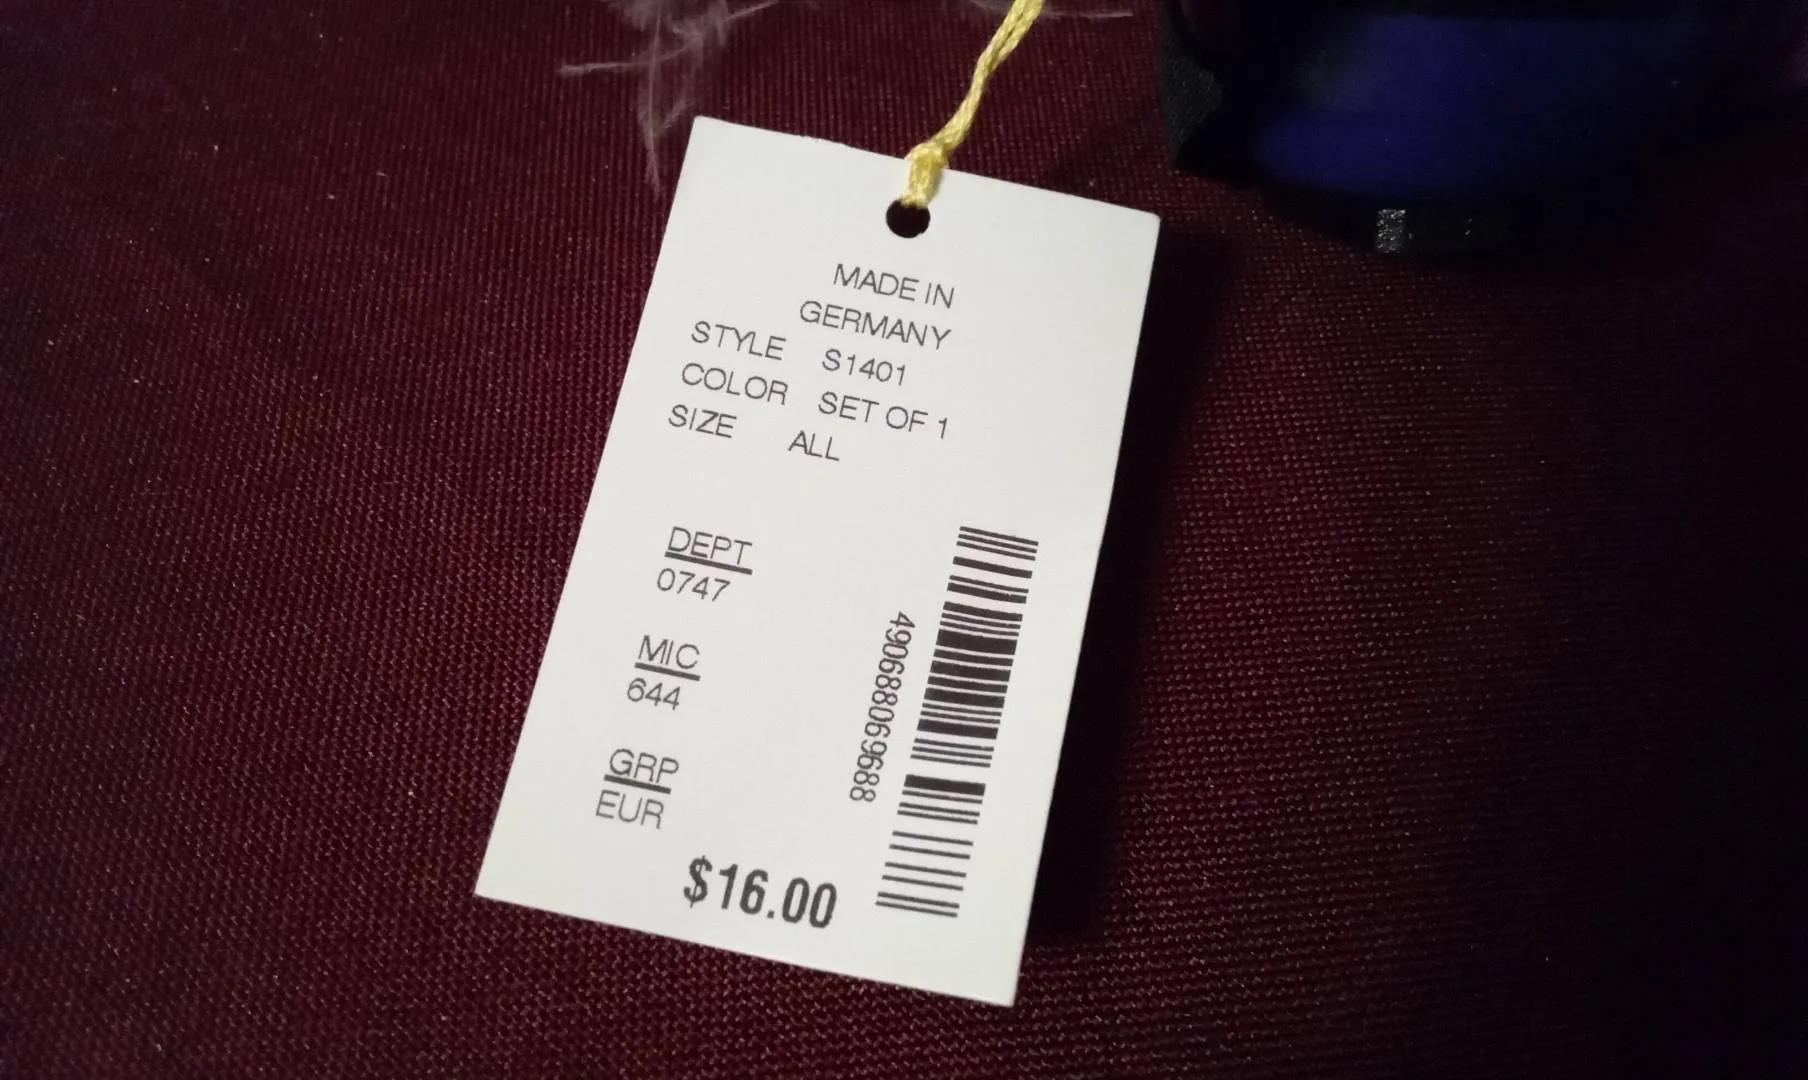 MADE IN
GERMANY
STYLE S1401
COLOR SET OF 1
SIZE ALL
DEPT
0747
MIC
644
GRP
EUR
$16.00
490688069688